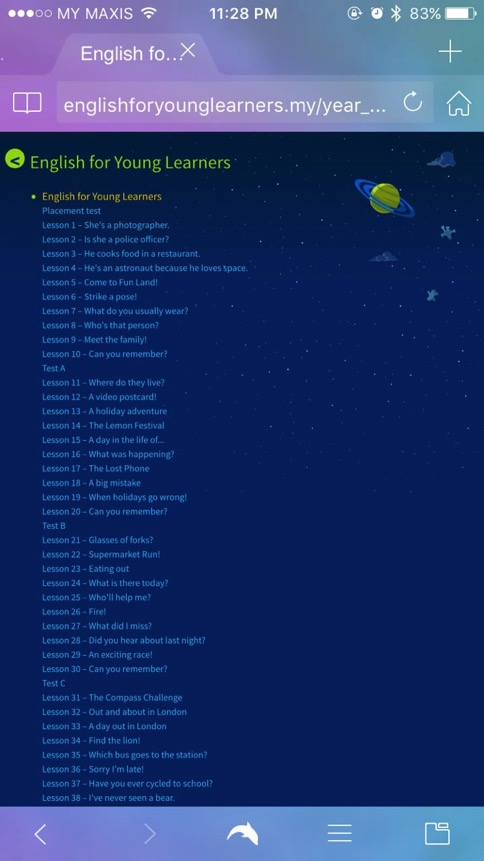 MY MAXIS 11:28 PM 83%
English fo...
englishforyounglearners.my/year_...
English for Young Learners
English for Young Learners
Placement test
Lesson 1 – She's a photographer.
Lesson 2 – Is she a police officer?
Lesson 3 – He cooks food in a restaurant.
Lesson 4 – He's an astronaut because he loves space.
Lesson 5 – Come to Fun Land!
Lesson 6 – Strike a pose!
Lesson 7 – What do you usually wear?
Lesson 8 – Who's that person?
Lesson 9 – Meet the family!
Lesson 10 – Can you remember?
Test A
Lesson 11 – Where do they live?
Lesson 12 – A video postcard!
Lesson 13 – A holiday adventure
Lesson 14 – The Lemon Festival
Lesson 15 – A day in the life of...
Lesson 16 – What was happening?
Lesson 17 – The Lost Phone
Lesson 18 – A big mistake
Lesson 19 – When holidays go wrong!
Lesson 20 – Can you remember?
Test B
Lesson 21 – Glasses of forks?
Lesson 22 – Supermarket Run!
Lesson 23 – Eating out
Lesson 24 – What is there today?
Lesson 25 – Who'll help me?
Lesson 26 – Fire!
Lesson 27 – What did I miss?
Lesson 28 – Did you hear about last night?
Lesson 29 – An exciting race!
Lesson 30 – Can you remember?
Test C
Lesson 31 – The Compass Challenge
Lesson 32 – Out and about in London
Lesson 33 – A day out in London
Lesson 34 – Find the lion!
Lesson 35 – Which bus goes to the station?
Lesson 36 – Sorry I'm late!
Lesson 37 – Have you ever cycled to school?
Lesson 38 – I've never seen a bear.